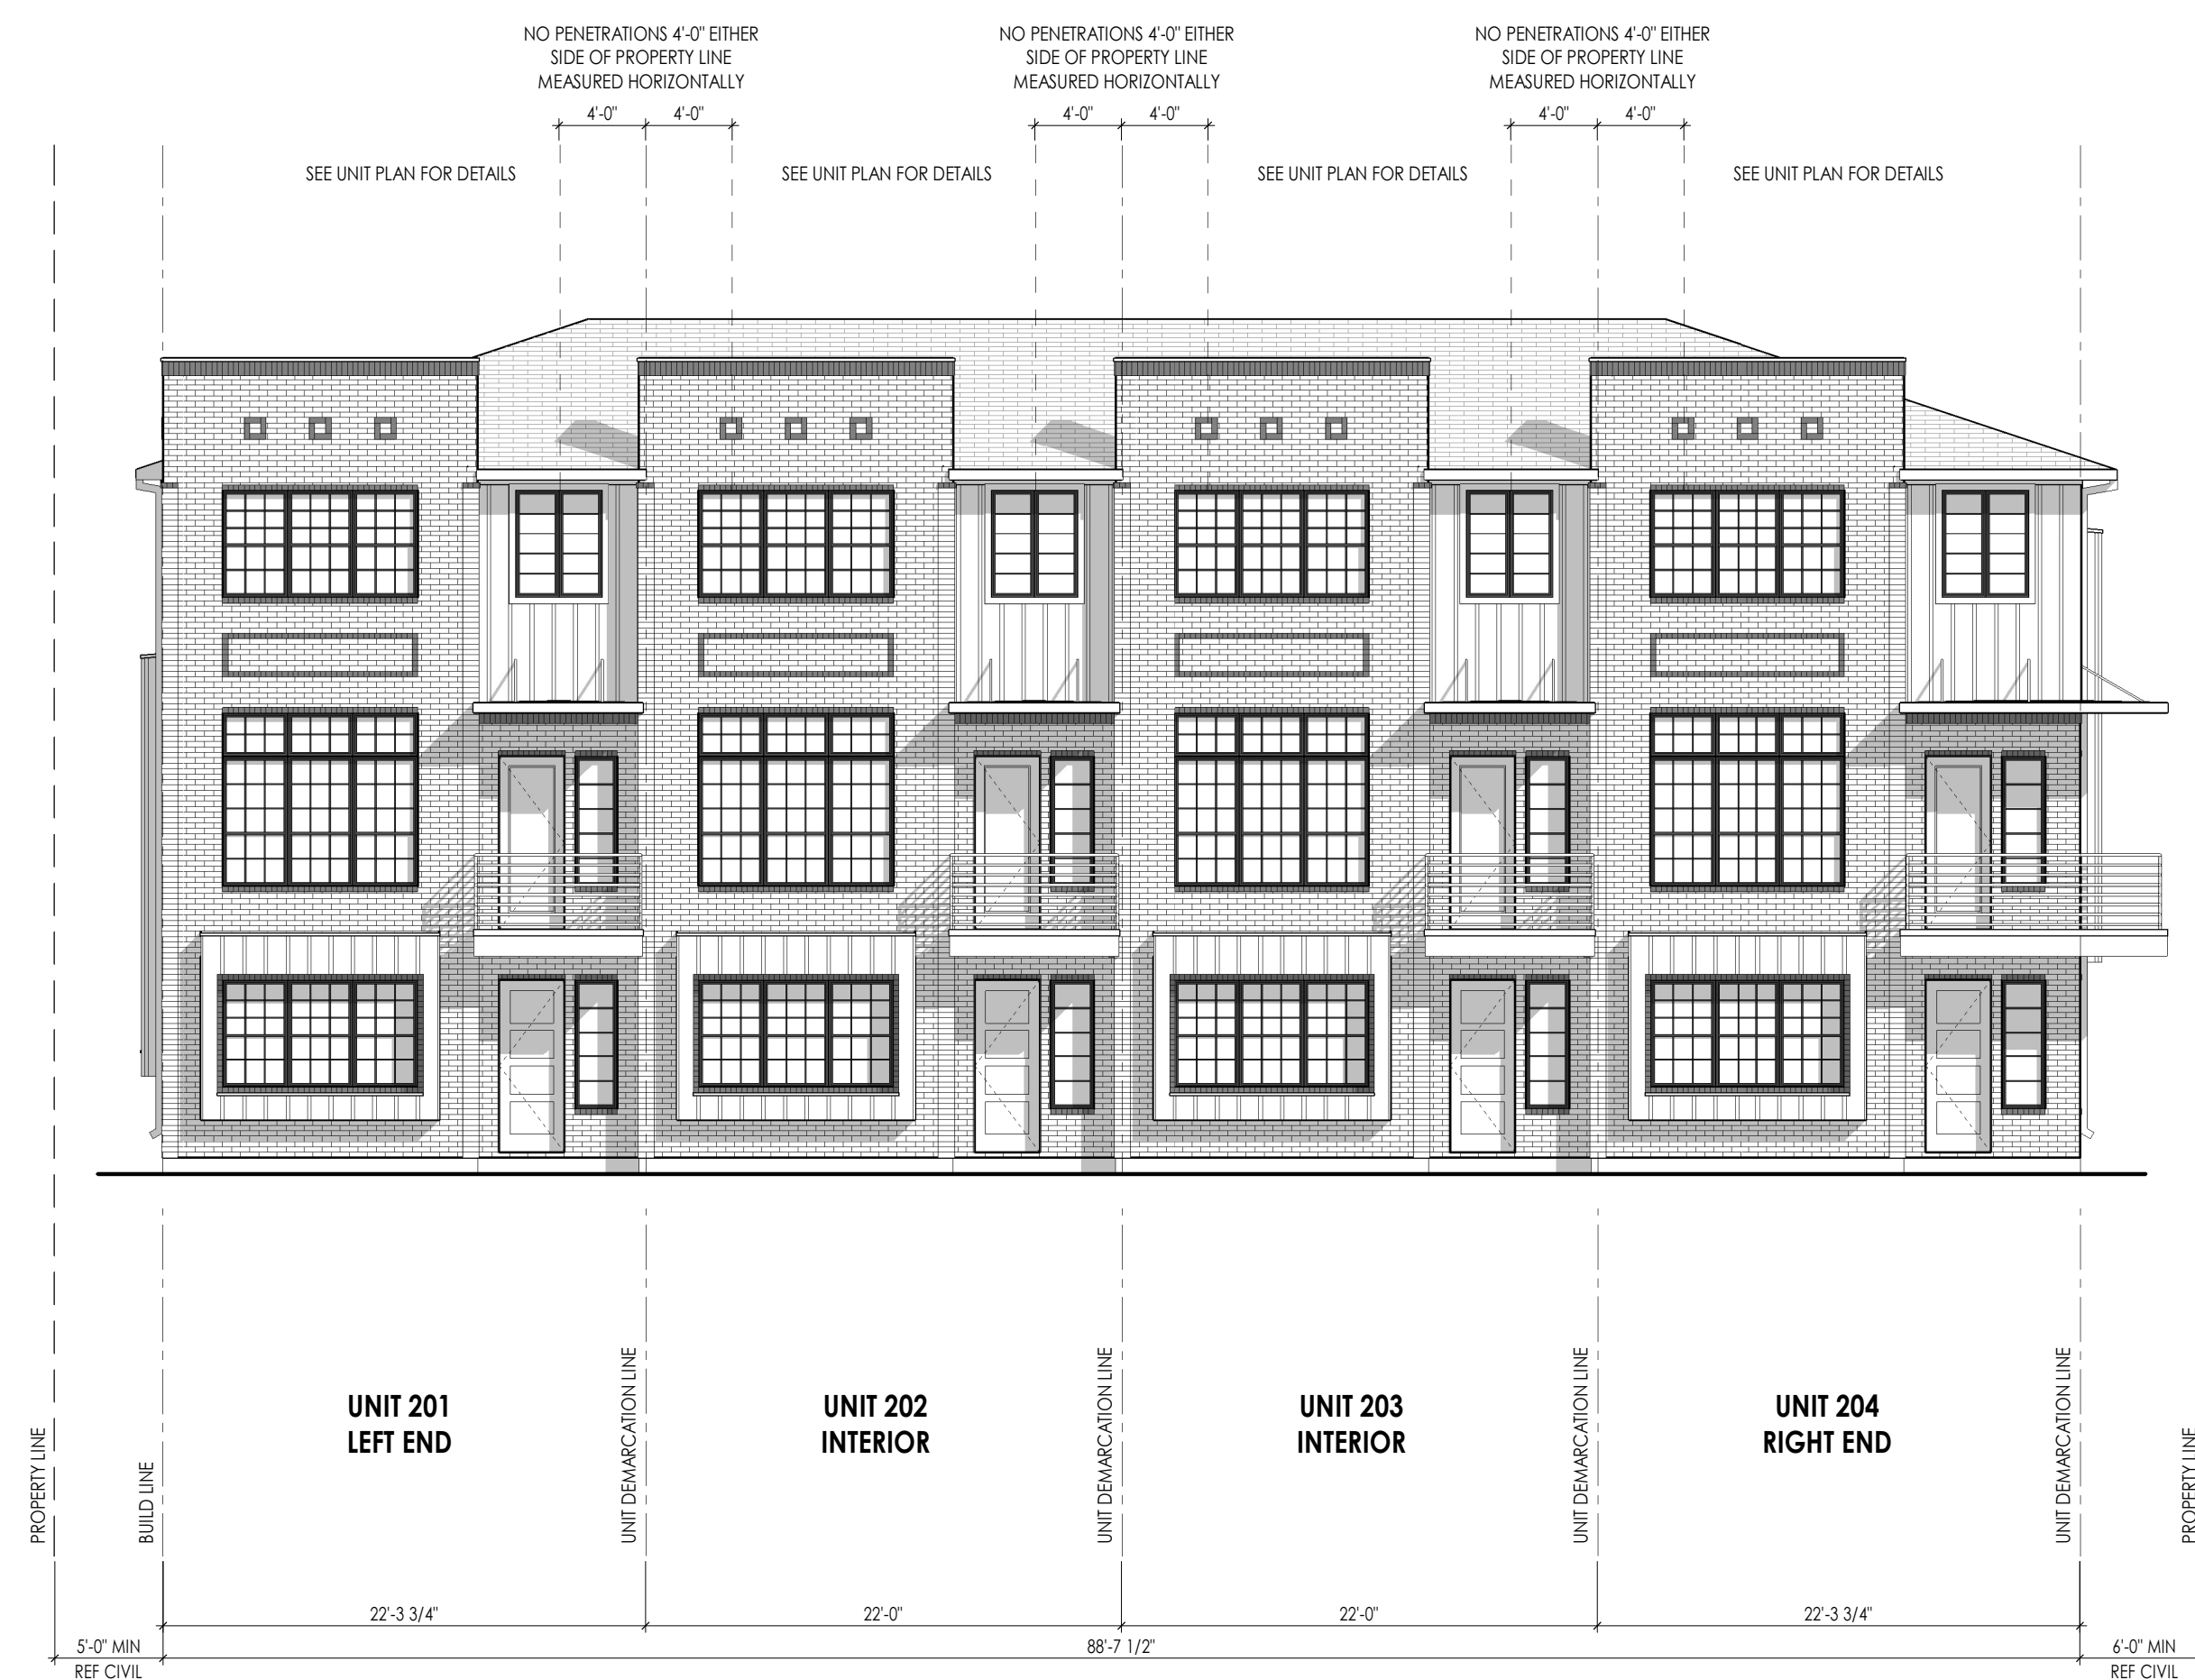 NO PENETRATIONS 4'-0" EITHER
SIDE OF PROPERTY LINE
MEASURED HORIZONTALLY
NO PENETRATIONS 4'-0" EITHER
SIDE OF PROPERTY LINE
MEASURED HORIZONTALLY
NO PENETRATIONS 4'-0" EITHER
SIDE OF PROPERTY LINE
MEASURED HORIZONTALLY
4'-0" 4'-0"
4'-0" 4'-0"
4'-0" 4'-0"
SEE UNIT PLAN FOR DETAILS
SEE UNIT PLAN FOR DETAILS
SEE UNIT PLAN FOR DETAILS
SEE UNIT PLAN FOR DETAILS
PROPERTY LINE
BUILD LINE
UNIT 201
LEFT END
UNIT DEMARCATION LINE
UNIT 202
INTERIOR
UNIT DEMARCATION LINE
UNIT 203
INTERIOR
UNIT DEMARCATION LINE
UNIT 204
RIGHT END
UNIT DEMARCATION LINE
PROPERTY LINE
22'-3 3/4"
22'-0"
22'-0"
22'-3 3/4"
5'-0" MIN
REF CIVIL
88'-7 1/2"
6'-0" MIN
REF CIVIL